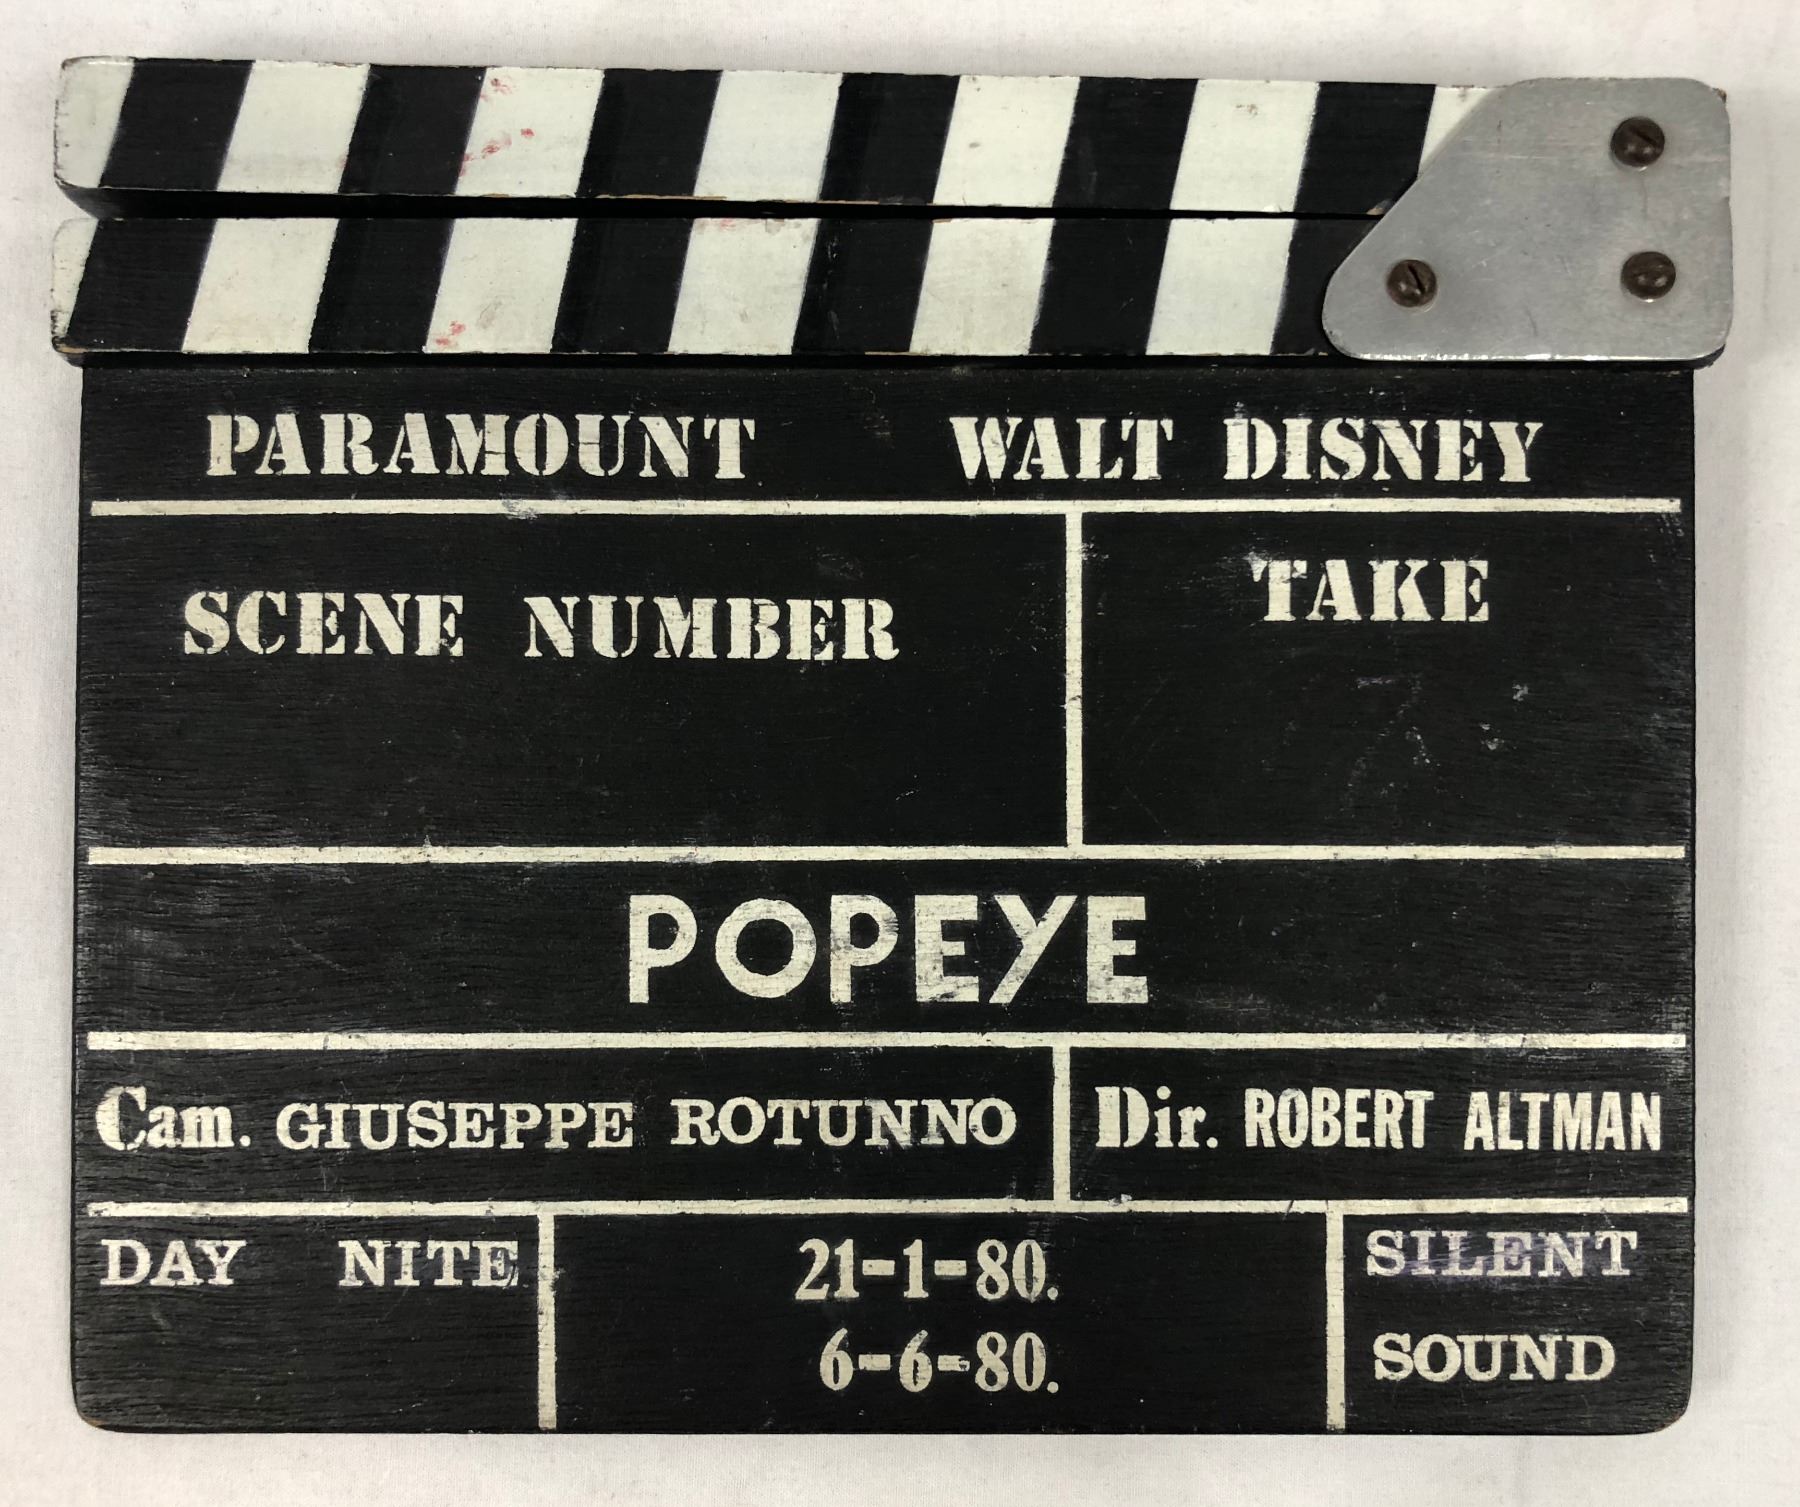 PARAMOUNT WALT DISNEY
SCENE NUMBER
TAKE
POPEYE
Cam. GIUSEPPE ROTUNNO
Dir. ROBERT ALTMAN
DAY NITE
21-1-80.
6-6-80.
SILENT
SOUND